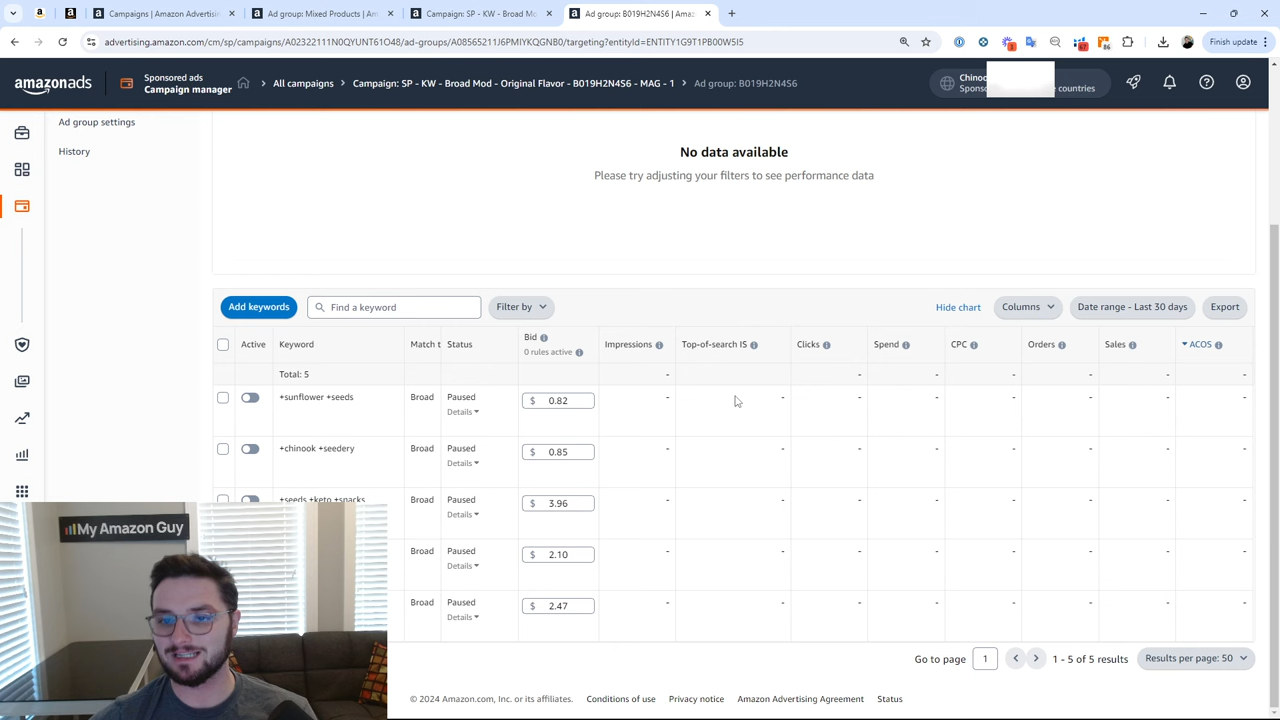 Campaigns | Amazon Advertisin
Ad group: Mixed Products | Am
Campaign: SP - KW - Broad Mod
Ad group: B019H2N4S6 | Amaz
advertising.amazon.com/cm/sp/campaigns/A02322111N0QYUNT61O48/ad-groups/A08565211J6PMIYKQGNB0/targeting?entityId=ENTITY1G9T1PB00W5I5
Finish update
amazonads
Sponsored ads
Campaign manager
All campaigns
Campaign: SP - KW - Broad Mod - Original Flavor - B019H2N4S6 - MAG - 1
Ad group: B019H2N4S6
Chinoo
Spons
countries
Ad group settings
History
No data available
Please try adjusting your filters to see performance data
Add keywords
Find a keyword
Filter by
Hide chart
Columns
Date range - Last 30 days
Export
Active
Keyword
Match t
Status
Bid
0 rules active
Impressions
Top-of-search IS
Clicks
Spend
CPC
Orders
Sales
ACOS
Total: 5 - - - - - - - -
+sunflower +seeds Broad Paused $ 0.82 - - - - - - - -
Details
+chinook +seedery Broad Paused $ 0.85 - - - - - - - -
Details
+seeds +keto +snacks Broad Paused $ 3.96 - - - - - - - -
Details
Broad Paused $ 2.10 - - - - - - - -
Details
Broad Paused $ 2.47 - - - - - - - -
Details
My Amazon Guy
Go to page 1 1 - 5 of 5 results Results per page: 50
© 2024 Amazon.com, Inc. or its affiliates. Conditions of use Privacy notice Amazon Advertising Agreement Status